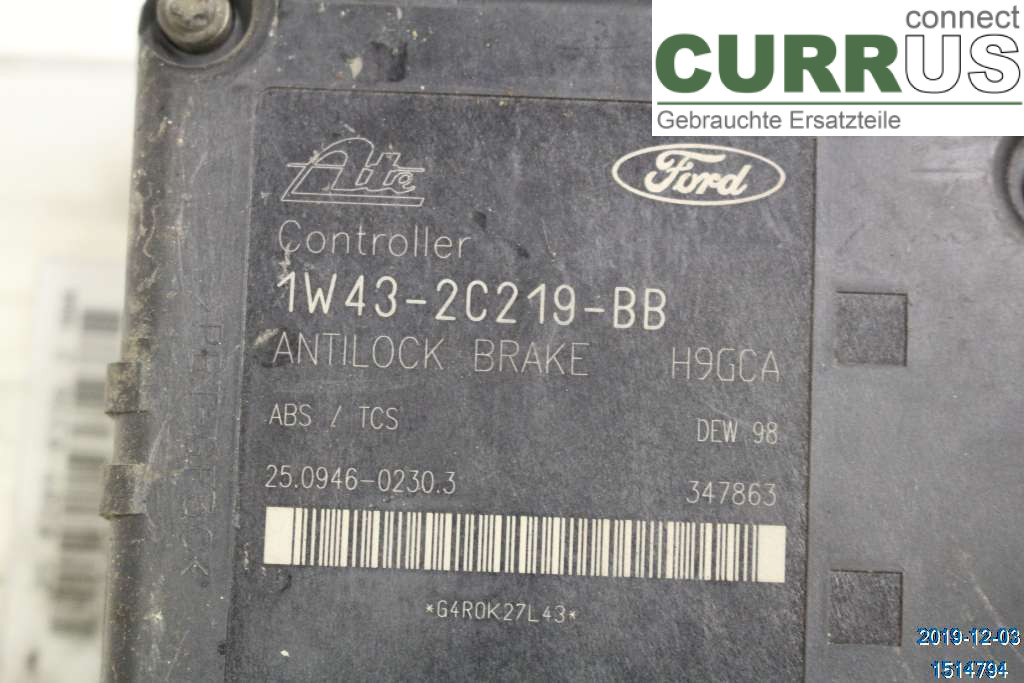 connect
CURRUS
Gebrauchte Ersatzteile
Ate
Ford
Controller
1W43-2C219-BB
ANTILOCK BRAKE H9GCA
ABS / TCS DEW 98
25.0946-0230.3 347863
*G4R0K27L43*
2019-12-03
1514794